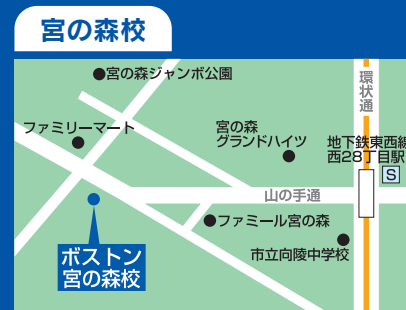 宮の森校
宮の森ジャンボ公園
環状通
ファミリーマート
宮の森
グランドハイツ
地下鉄東西線
西28丁目駅
S
山の手通
ファミール宮の森
市立向陵中学校
ボストン
宮の森校